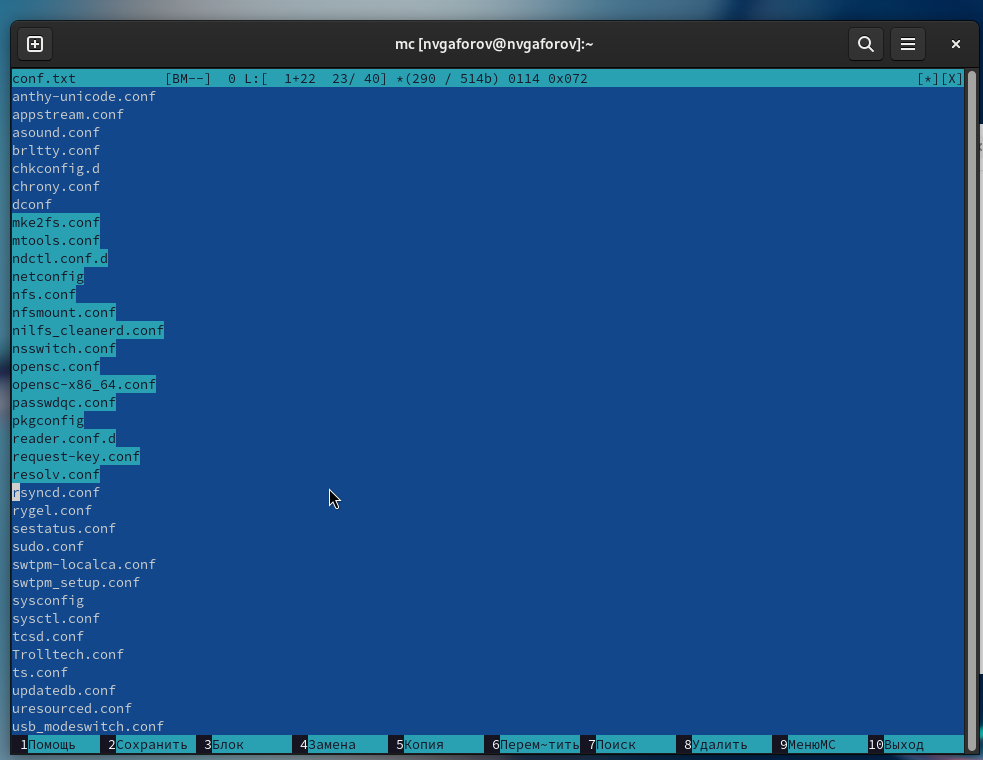 mc [nvgaforov@nvgaforov]:~
conf.txt [BM--] 0 L:[ 1+22 23/ 40] *(290 / 514b) 0114 0x072 [*][X]
anthy-unicode.conf
appstream.conf
asound.conf
brltty.conf
chkconfig.d
chrony.conf
dconf
mke2fs.conf
mtools.conf
ndctl.conf.d
netconfig
nfs.conf
nfsmount.conf
nilfs_cleanerd.conf
nsswitch.conf
opensc.conf
opensc-x86_64.conf
passwdqc.conf
pkgconfig
reader.conf.d
request-key.conf
resolv.conf
rsyncd.conf
rygel.conf
sestatus.conf
sudo.conf
swtpm-localca.conf
swtpm_setup.conf
sysconfig
sysctl.conf
tcsd.conf
Trolltech.conf
ts.conf
updatedb.conf
uresourced.conf
usb_modeswitch.conf
1Помощь 2Сохранить 3Блок 4Замена 5Копия 6Перем~тить 7Поиск 8Удалить 9МенюМС 10Выход